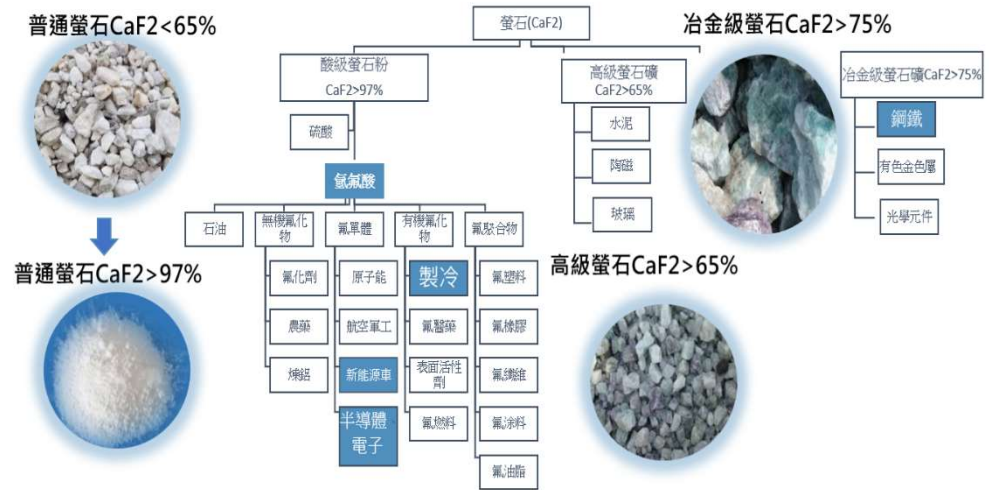 普通螢石CaF2<65%
螢石(CaF2)
冶金級螢石CaF2>75%
酸級螢石粉
CaF2>97%
高級螢石礦
CaF2>65%
冶金級螢石礦CaF2>75%
硫酸
水泥
鋼鐵
陶磁
有色金屬
氫氟酸
玻璃
光學元件
石油
無機氟化
物
氟單體
有機氟化
物
氟聚合物
普通螢石CaF2>97%
高級螢石CaF2>65%
氟化劑
原子能
製冷
氟塑料
農藥
航空軍工
氟醫藥
氟橡膠
煉鋁
新能源車
表面活性
劑
氟纖維
半導體
電子
氟燃料
氟涂料
氟油脂